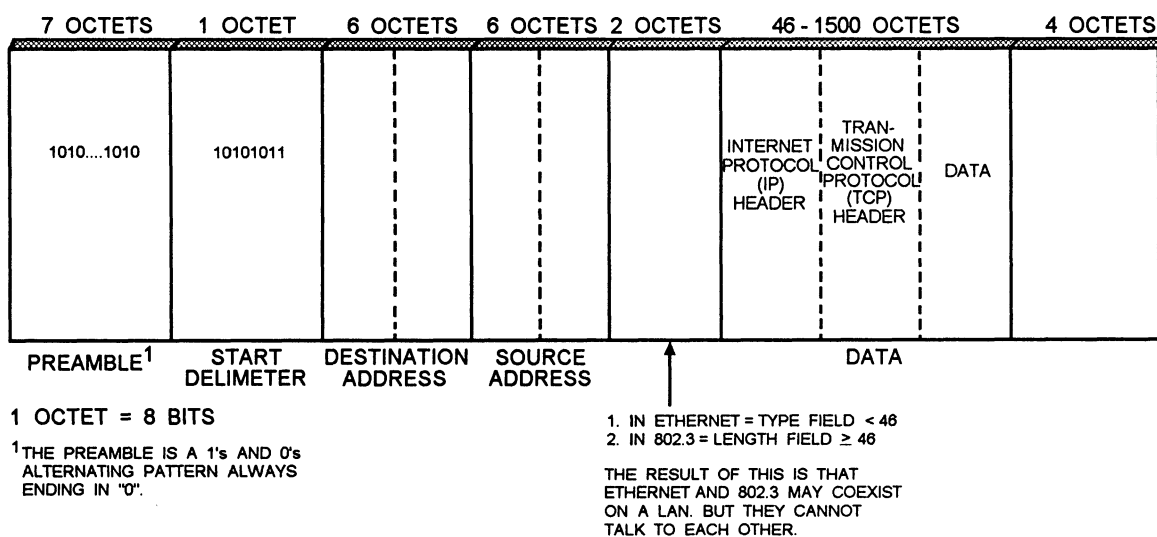 7 OCTETS 1 OCTET 6 OCTETS 6 OCTETS 2 OCTETS 46 - 1500 OCTETS 4 OCTETS
1010....1010
10101011
INTERNET
PROTOCOL
(IP)
HEADER
TRAN-
MISSION
CONTROL
PROTOCOL
(TCP)
HEADER
DATA
PREAMBLE1
START
DELIMETER
DESTINATION
ADDRESS
SOURCE
ADDRESS
DATA
1 OCTET = 8 BITS
1 THE PREAMBLE IS A 1's AND 0's
ALTERNATING PATTERN ALWAYS
ENDING IN "0".
1. IN ETHERNET = TYPE FIELD < 46
2. IN 802.3 = LENGTH FIELD ≥ 46
THE RESULT OF THIS IS THAT
ETHERNET AND 802.3 MAY COEXIST
ON A LAN. BUT THEY CANNOT
TALK TO EACH OTHER.